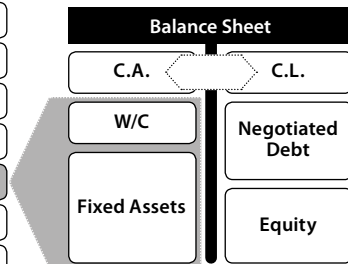 Balance Sheet
C.A.
C.L.
W/C
Negotiated
Debt
Fixed Assets
Equity